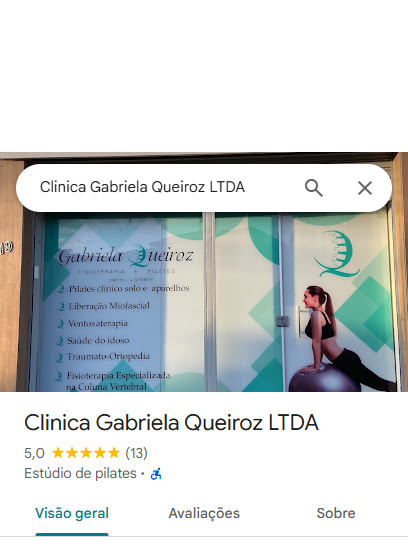 Clinica Gabriela Queiroz LTDA
Gabriela Queiroz
FISIOTERAPIA E PILATES
Pilates clínico solo e aparelhos
Liberação Miofascial
Ventosaterapia
Saúde do idoso
Traumato-Ortopedia
Fisioterapia Especializada
na Coluna Vertebral
Clinica Gabriela Queiroz LTDA
5,0 (13)
Estúdio de pilates ·
Visão geral Avaliações Sobre